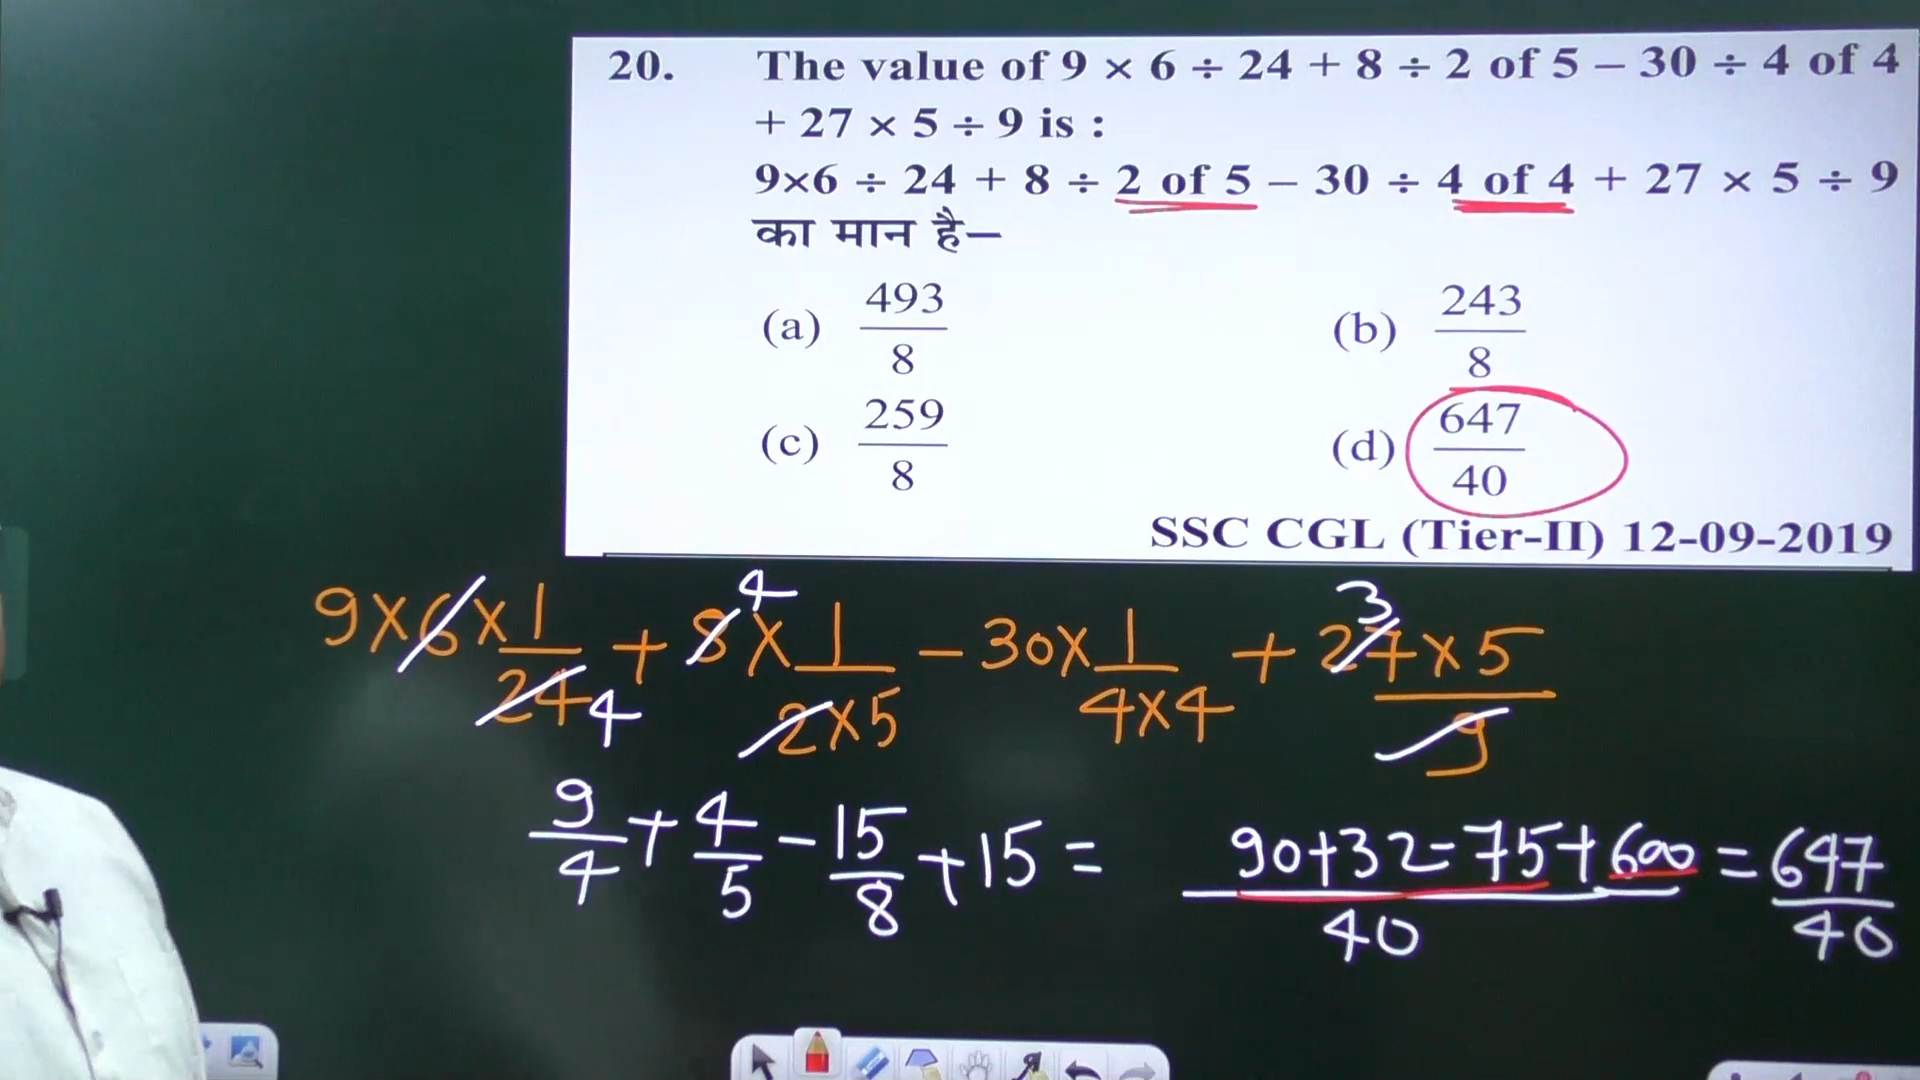 20. The value of 9 × 6 ÷ 24 + 8 ÷ 2 of 5 – 30 ÷ 4 of 4
+ 27 × 5 ÷ 9 is :
9×6 ÷ 24 + 8 ÷ 2 of 5 – 30 ÷ 4 of 4 + 27 × 5 ÷ 9
का मान है–
(a) 493/8 (b) 243/8
(c) 259/8 (d) 647/40
SSC CGL (Tier-II) 12-09-2019
4 3
9×6×1/24 + 8×1/2×5 – 30×1/4×4 + 27×5/9
4
9/4 + 4/5 – 15/8 + 15 = 90+32–75+600/40 = 647/40